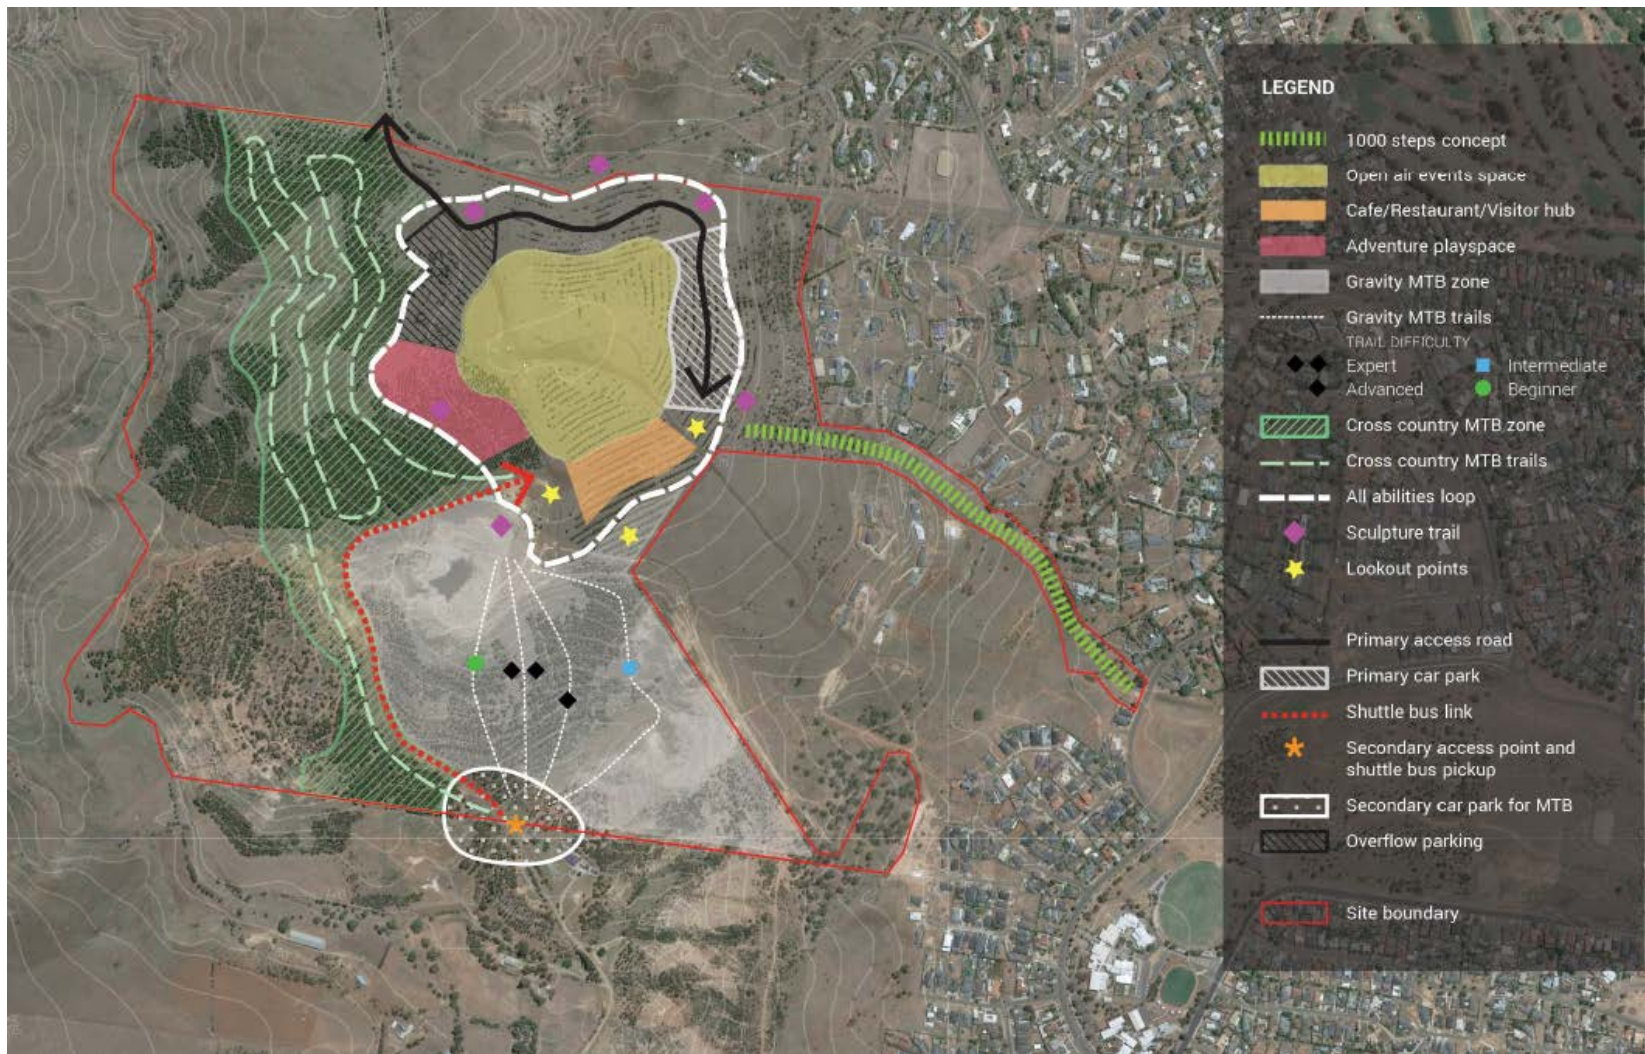 LEGEND
1000 steps concept
Open air events space
Cafe/Restaurant/Visitor hub
Adventure playspace
Gravity MTB zone
Gravity MTB trails
TRAIL DIFFICULTY
Expert
Intermediate
Advanced
Beginner
Cross country MTB zone
Cross country MTB trails
All abilities loop
Sculpture trail
Lookout points
Primary access road
Primary car park
Shuttle bus link
Secondary access point and
shuttle bus pickup
Secondary car park for MTB
Overflow parking
Site boundary